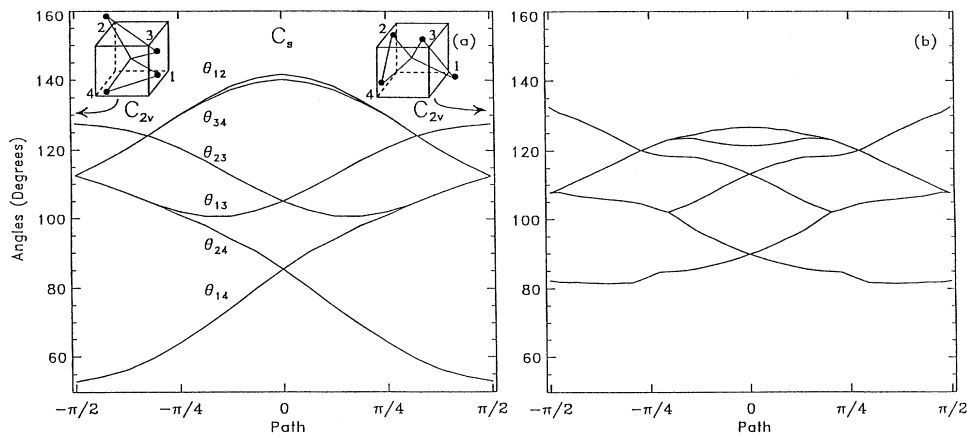 160
140
120
100
80
60
Angles (Degrees)
2
3
1
4
C₂ᵥ
Cₛ
2
3
1
4
(a)
C₂ᵥ
θ₁₂
θ₃₄
θ₂₃
θ₁₃
θ₂₄
θ₁₄
−π/2
−π/4
0
π/4
π/2
Path
160
140
120
100
80
60
(b)
−π/2
−π/4
0
π/4
π/2
Path